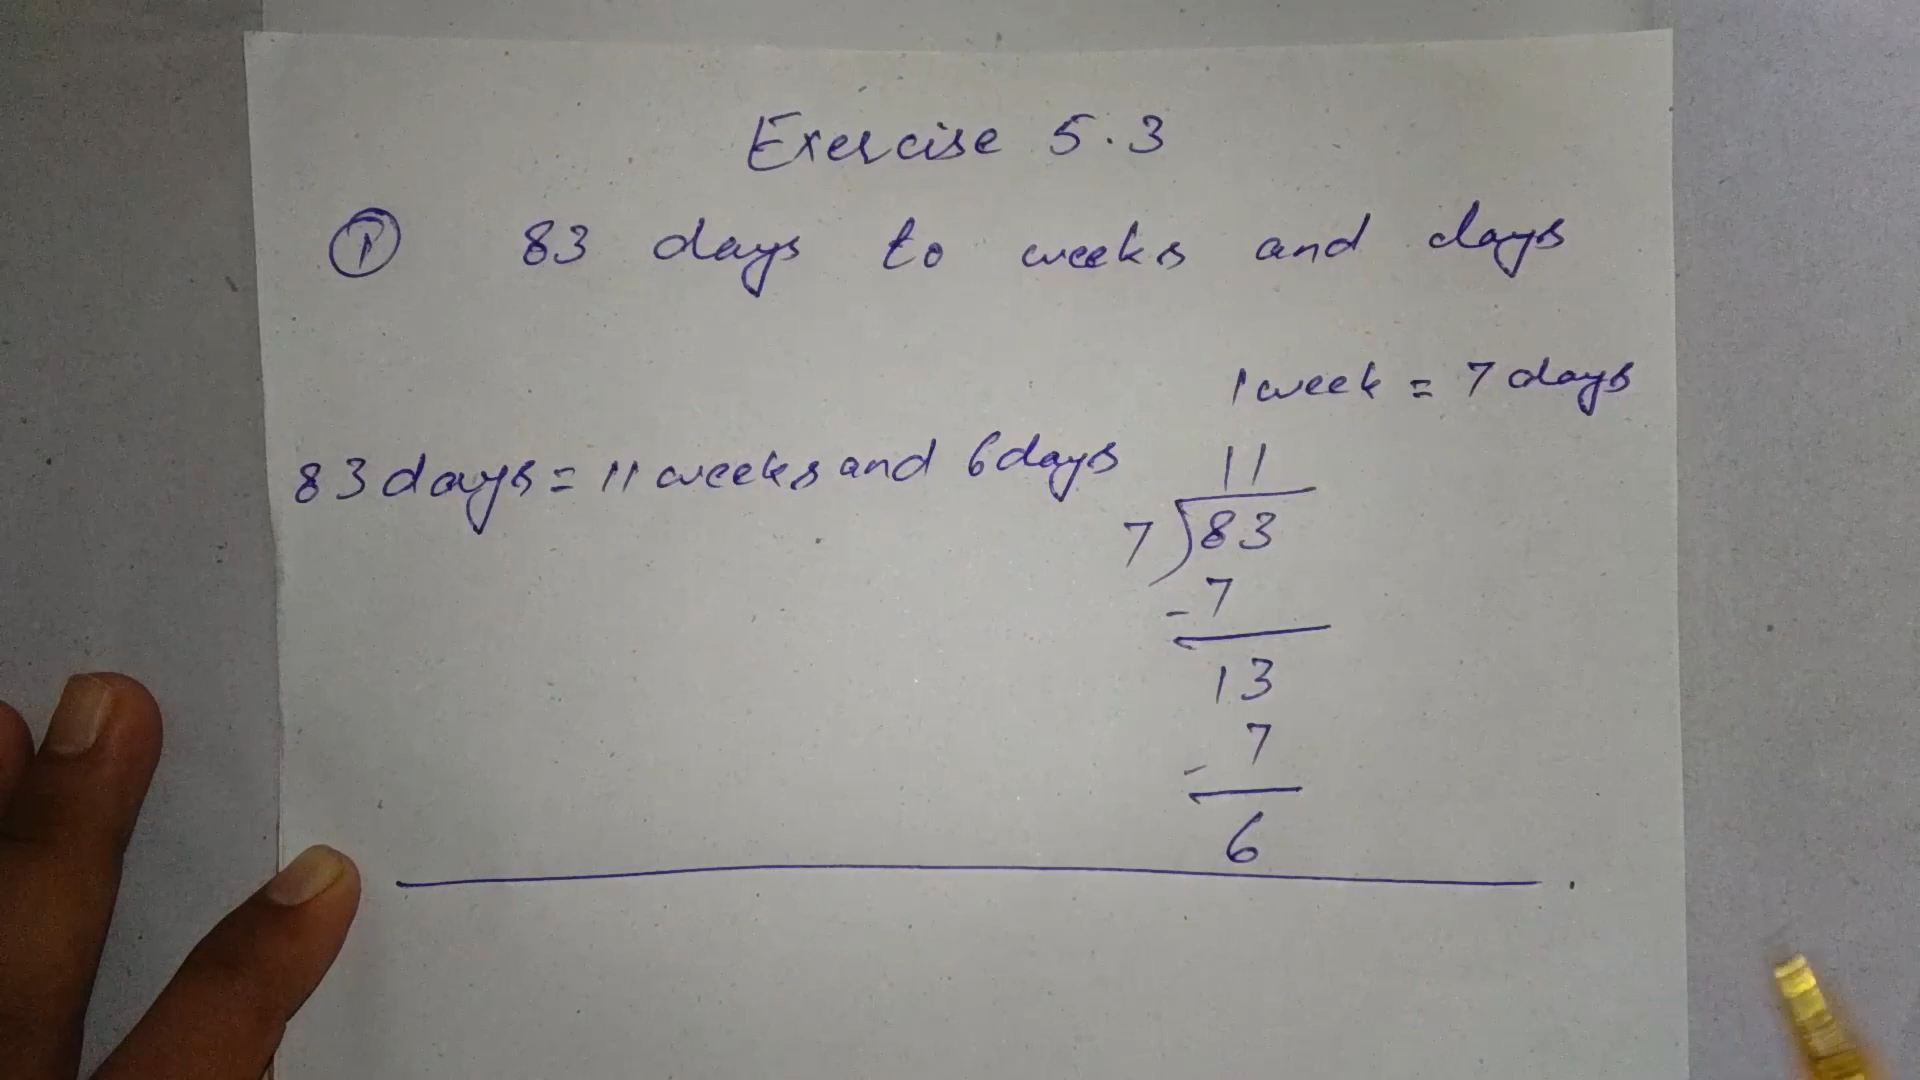 Exercise 5.3
1 83 days to weeks and days
1 week = 7 days
83 days = 11 weeks and 6 days
11
7 83
- 7
13
- 7
6